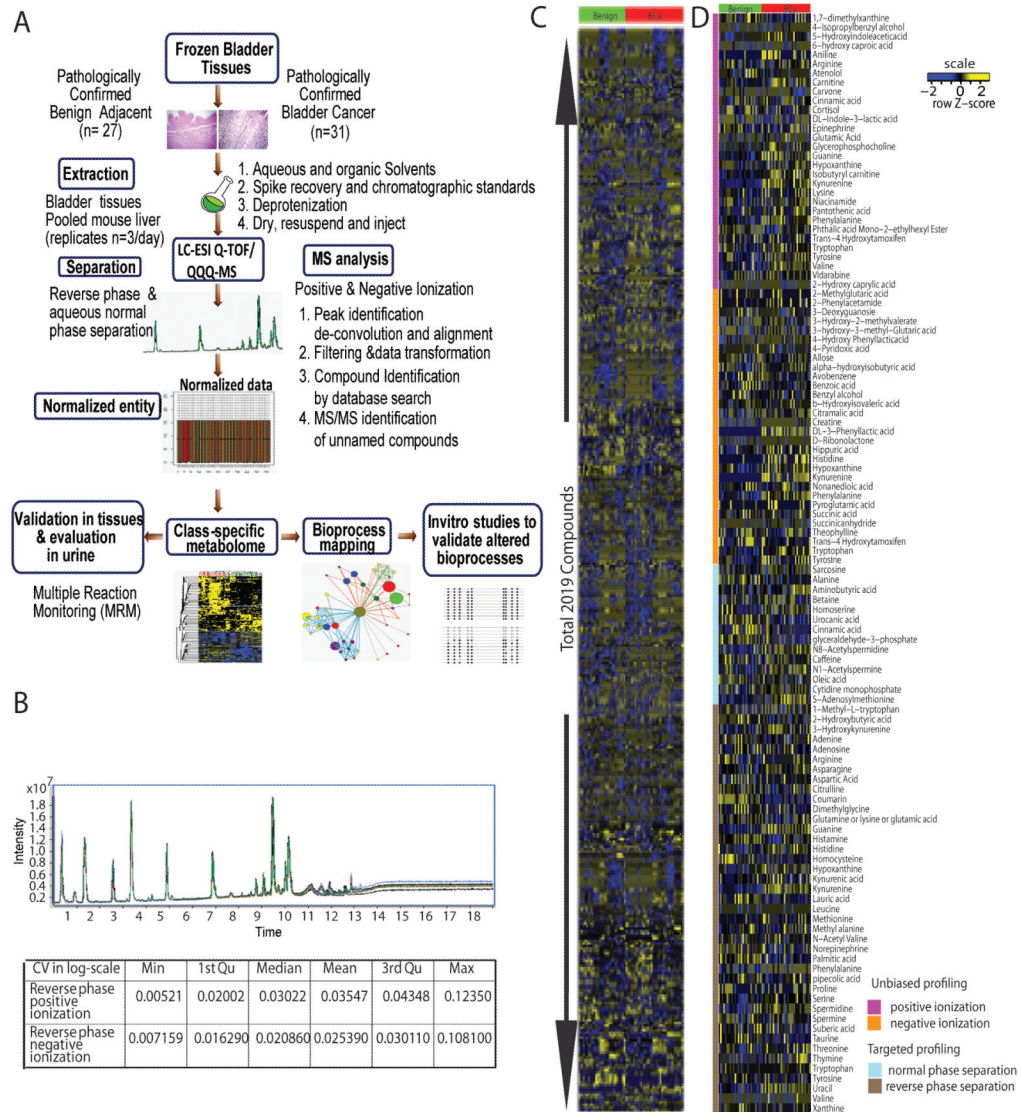 A
Frozen Bladder
Tissues
Pathologically
Confirmed
Benign Adjacent
(n= 27)
Pathologically
Confirmed
Bladder Cancer
(n=31)
Extraction
Bladder tissues
Pooled mouse liver
(replicates n=3/day)
1. Aqueous and organic Solvents
2. Spike recovery and chromatographic standards
3. Deprotenization
4. Dry, resuspend and inject
Separation
Reverse phase &
aqueous normal
phase separation
LC-ESI Q-TOF/
QQQ-MS
MS analysis
Positive & Negative Ionization
1. Peak identification
de-convolution and alignment
2. Filtering &data transformation
3. Compound Identification
by database search
4. MS/MS identification
of unnamed compounds
Normalized data
Normalized entity
Validation in tissues
& evaluation
in urine
Class-specific
metabolome
Bioprocess
mapping
Invitro studies to
validate altered
bioprocesses
Multiple Reaction
Monitoring (MRM)
B
x10 7
Intensity
1.8
1.6
1.4
1.2
1.0
0.8
0.6
0.4
0.2
1 2 3 4 5 6 7 8 9 10 11 12 13 14 15 16 17 18
Time
CV in log-scale Min 1st Qu Median Mean 3rd Qu Max
Reverse phase
positive
ionization
0.00521 0.02002 0.03022 0.03547 0.04348 0.12350
Reverse phase
negative
ionization
0.007159 0.016290 0.020860 0.025390 0.030110 0.108100
C
Benign BCa
Total 2019 Compounds
D
Benign BCa
scale
−2 0 2
row Z−score
1,7−dimethylxanthine
4−Isopropylbenzyl alcohol
5−Hydroxyindoleaceticacid
6−hydroxy caproic acid
Aniline
Arginine
Atenolol
Carnitine
Carvone
Cinnamic acid
Cortisol
DL−Indole−3−lactic acid
Epinephrine
Glutamic Acid
Glycerophosphocholine
Guanine
Hypoxanthine
Isobutyryl carnitine
Kynurenine
Lysine
Niacinamide
Pantothenic acid
Phenylalanine
Phthalic acid Mono−2−ethylhexyl Ester
Trans−4 Hydroxytamoxifen
Tryptophan
Tyrosine
Valine
Vidarabine
2−Hydroxy caprylic acid
2−Methylglutaric acid
2−Phenylacetamide
3−Deoxyguanosie
3−Hydroxy−2−methylvalerate
3−hydroxy−3−methyl−Glutaric acid
4−Hydroxy Phenyllacticacid
4−Pyridoxic acid
Allose
alpha−hydroxyisobutyric acid
Avobenzene
Benzoic acid
Benzyl alcohol
b−Hydroxyisovaleric acid
Citramalic acid
Creatine
DL−3−Phenyllactic acid
D−Ribonolactone
Hippuric acid
Histidine
Hypoxanthine
Kynurenine
Nonanedioic acid
Phenylalanine
Pyroglutamic acid
Succinic acid
Succinicanhydride
Theophylline
Trans−4 Hydroxytamoxifen
Tryptophan
Tyrosine
Sarcosine
Alanine
Aminobutyric acid
Betaine
Homoserine
Urocanic acid
Cinnamic acid
glyceraldehyde−3−phosphate
N8−Acetylspermidine
Caffeine
N1−Acetylspermine
Oleic acid
Cytidine monophosphate
S−Adenosylmethionine
1−Methyl−L−tryptophan
2−Hydroxybutyric acid
3−Hydroxykynurenine
Adenine
Adenosine
Arginine
Asparagine
Aspartic Acid
Citrulline
Coumarin
Dimethylglycine
Glutamine or lysine or glutamic acid
Guanine
Histamine
Histidine
Homocysteine
Hypoxanthine
Kynurenic acid
Kynurenine
Lauric acid
Leucine
Methionine
Methyl alanine
N−Acetyl Valine
Norepinephrine
Palmitic acid
Phenylalanine
pipecolic acid
Proline
Serine
Spermidine
Spermine
Suberic acid
Taurine
Threonine
Thymine
Tryptophan
Tyrosine
Uracil
Valine
Xanthine
Unbiased profiling
positive ionization
negative ionization
Targeted profiling
normal phase separation
reverse phase separation